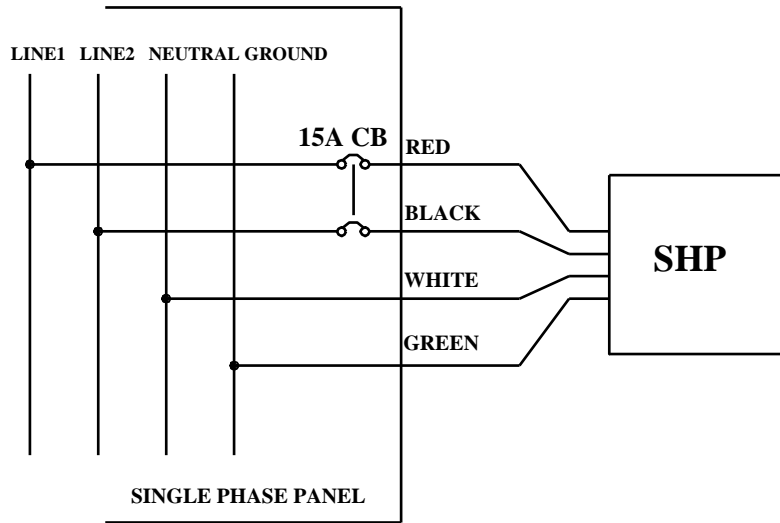 LINE1 LINE2 NEUTRAL GROUND
15A CB
RED
BLACK
SHP
WHITE
GREEN
SINGLE PHASE PANEL